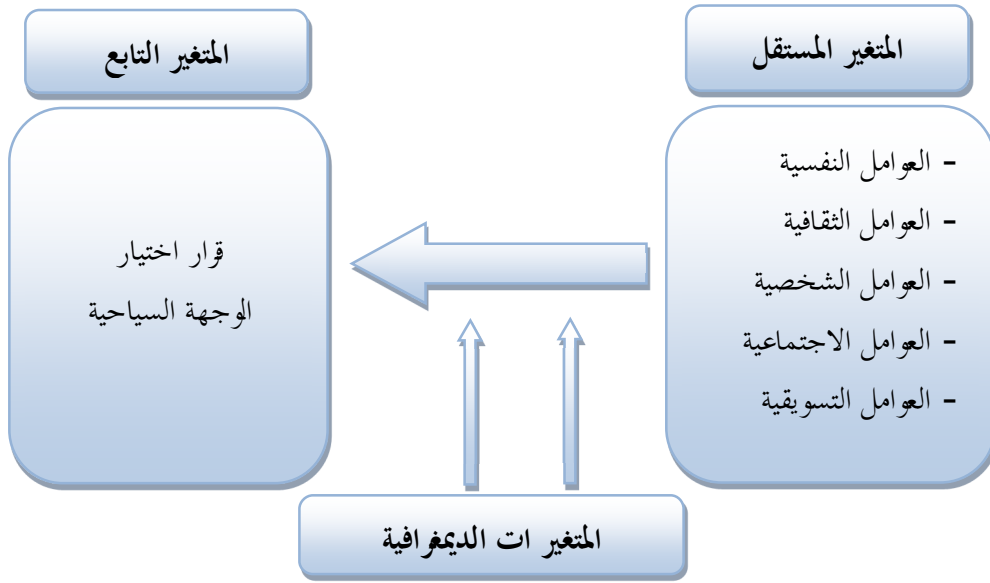 المتغير المستقل
- العوامل النفسية
- العوامل الثقافية
- العوامل الشخصية
- العوامل الاجتماعية
- العوامل التسويقية
المتغير التابع
قرار اختيار
الوجهة السياحية
المتغير ات الديمغرافية